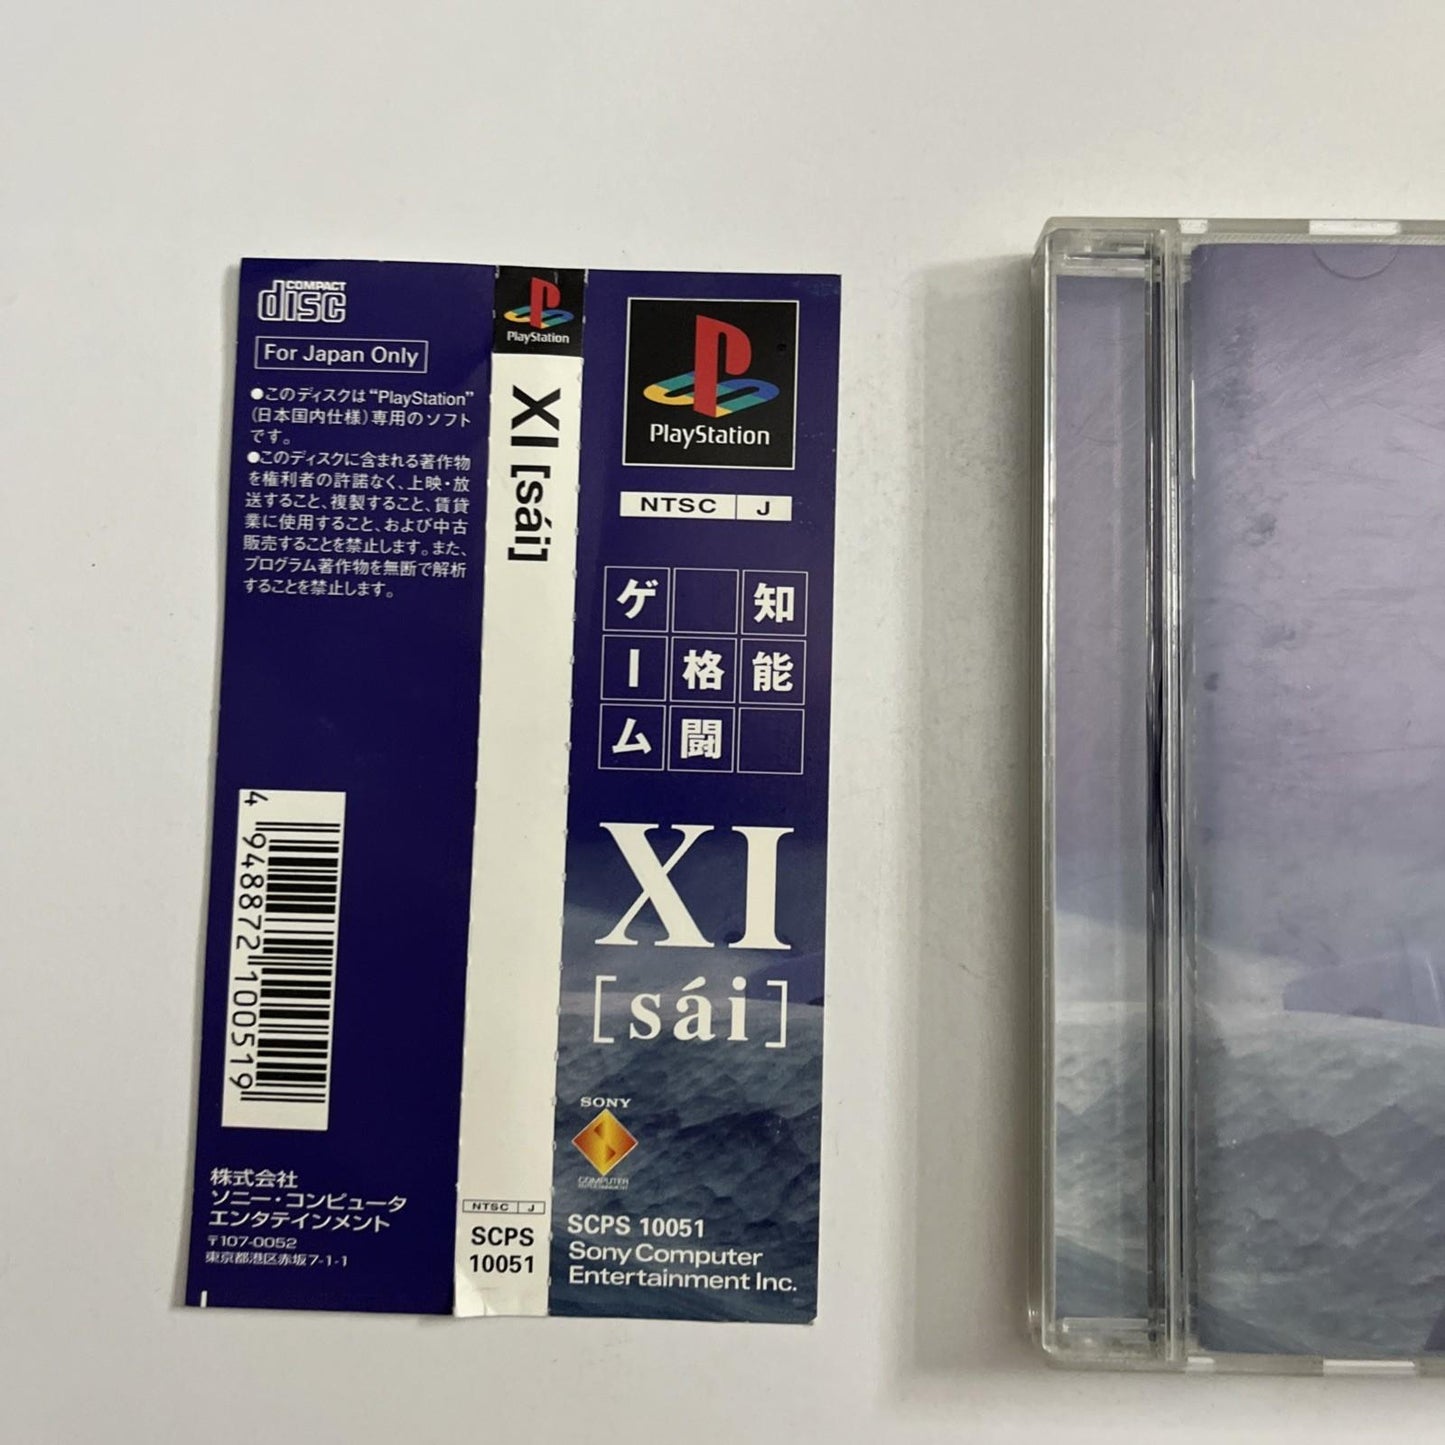 COMPACT
disc
For Japan Only
●このディスクは“PlayStation”
(日本国内仕様)専用のソフト
です。
●このディスクに含まれる著作物
を権利者の許諾なく、上映・放
送すること、複製すること、賃貸
業に使用すること、および中古
販売することを禁止します。また、
プログラム著作物を無断で解析
することを禁止します。
4 948872 100519
株式会社
ソニー・コンピュータ
エンタテインメント
〒107-0052
東京都港区赤坂7-1-1
PlayStation
XI [sái]
NTSC J
SCPS
10051
PlayStation
NTSC J
知能
格闘
ゲーム
XI
[sái]
SONY
COMPUTER
ENTERTAINMENT
SCPS 10051
Sony Computer
Entertainment Inc.